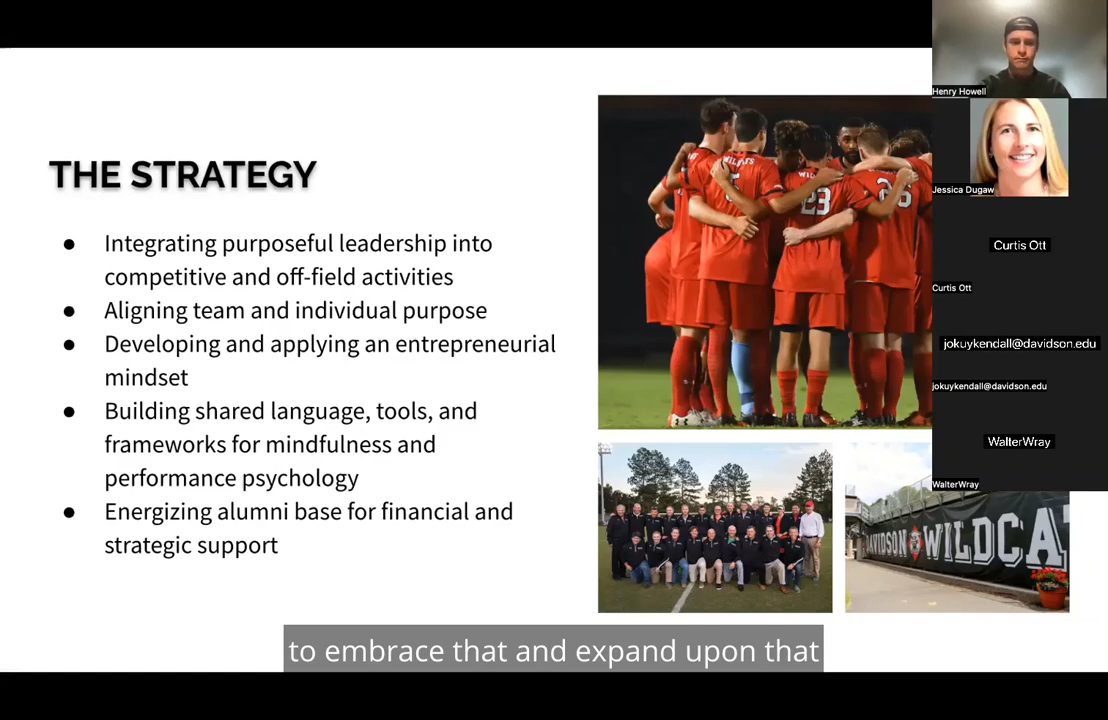 THE STRATEGY
● Integrating purposeful leadership into
competitive and off-field activities
● Aligning team and individual purpose
● Developing and applying an entrepreneurial
mindset
● Building shared language, tools, and
frameworks for mindfulness and
performance psychology
● Energizing alumni base for financial and
strategic support
23
DAVIDSON WILDCA
to embrace that and expand upon that
Henry Howell
Jessica Dugaw
Curtis Ott
Curtis Ott
jokuykendall@davidson.edu
jokuykendall@davidson.edu
WalterWray
WalterWray